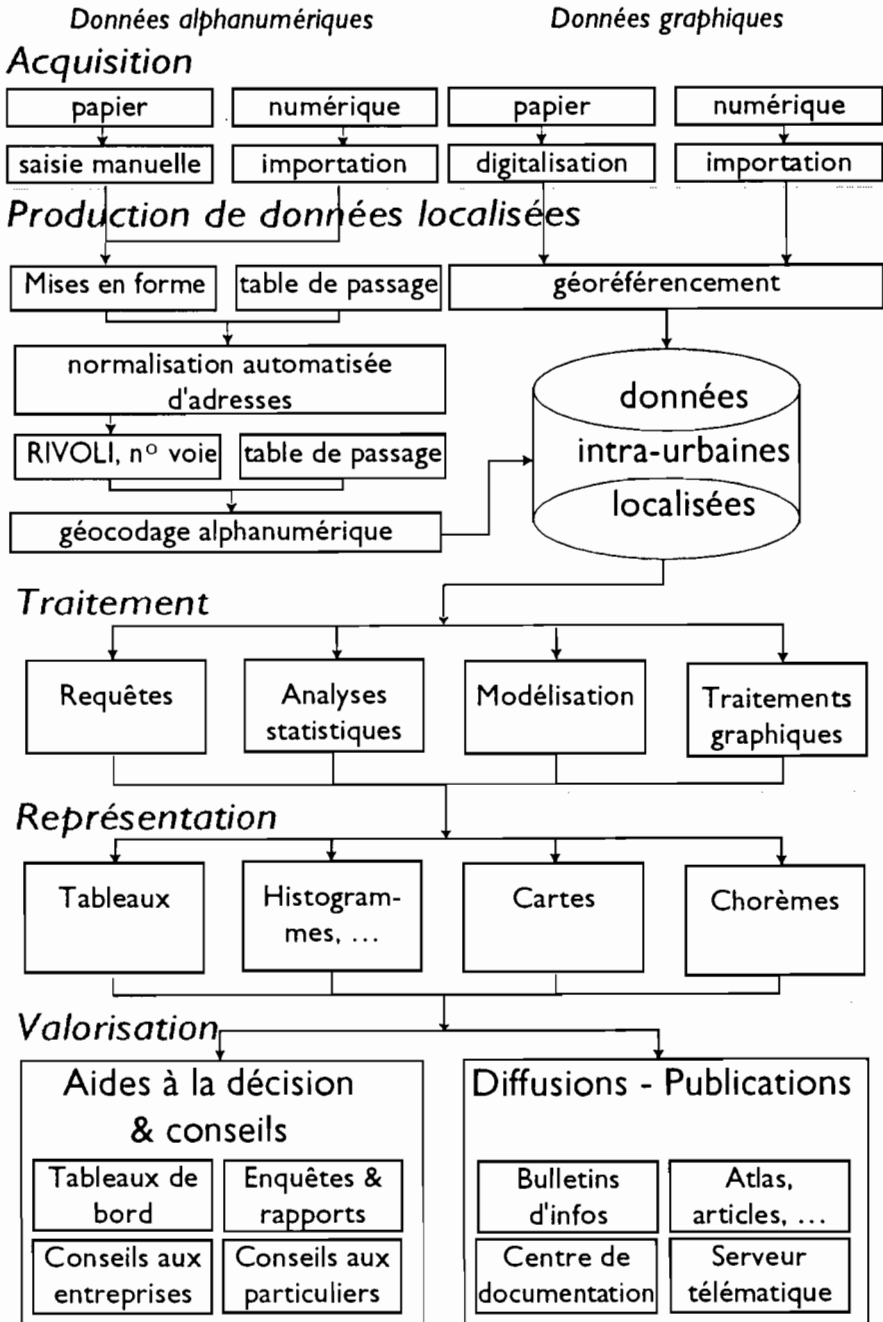 Données alphanumériques
Données graphiques
Acquisition
papier
numérique
papier
numérique
saisie manuelle
importation
digitalisation
importation
Production de données localisées
Mises en forme
table de passage
géoréférencement
normalisation automatisée
d'adresses
RIVOLI, n° voie
table de passage
géocodage alphanumérique
données
intra-urbaines
localisées
Traitement
Requêtes
Analyses
statistiques
Modélisation
Traitements
graphiques
Représentation
Tableaux
Histogram-
mes, ...
Cartes
Chorèmes
Valorisation
Aides à la décision
& conseils
Tableaux de
bord
Enquêtes &
rapports
Conseils aux
entreprises
Conseils aux
particuliers
Diffusions - Publications
Bulletins
d'infos
Atlas,
articles, ...
Centre de
documentation
Serveur
télématique